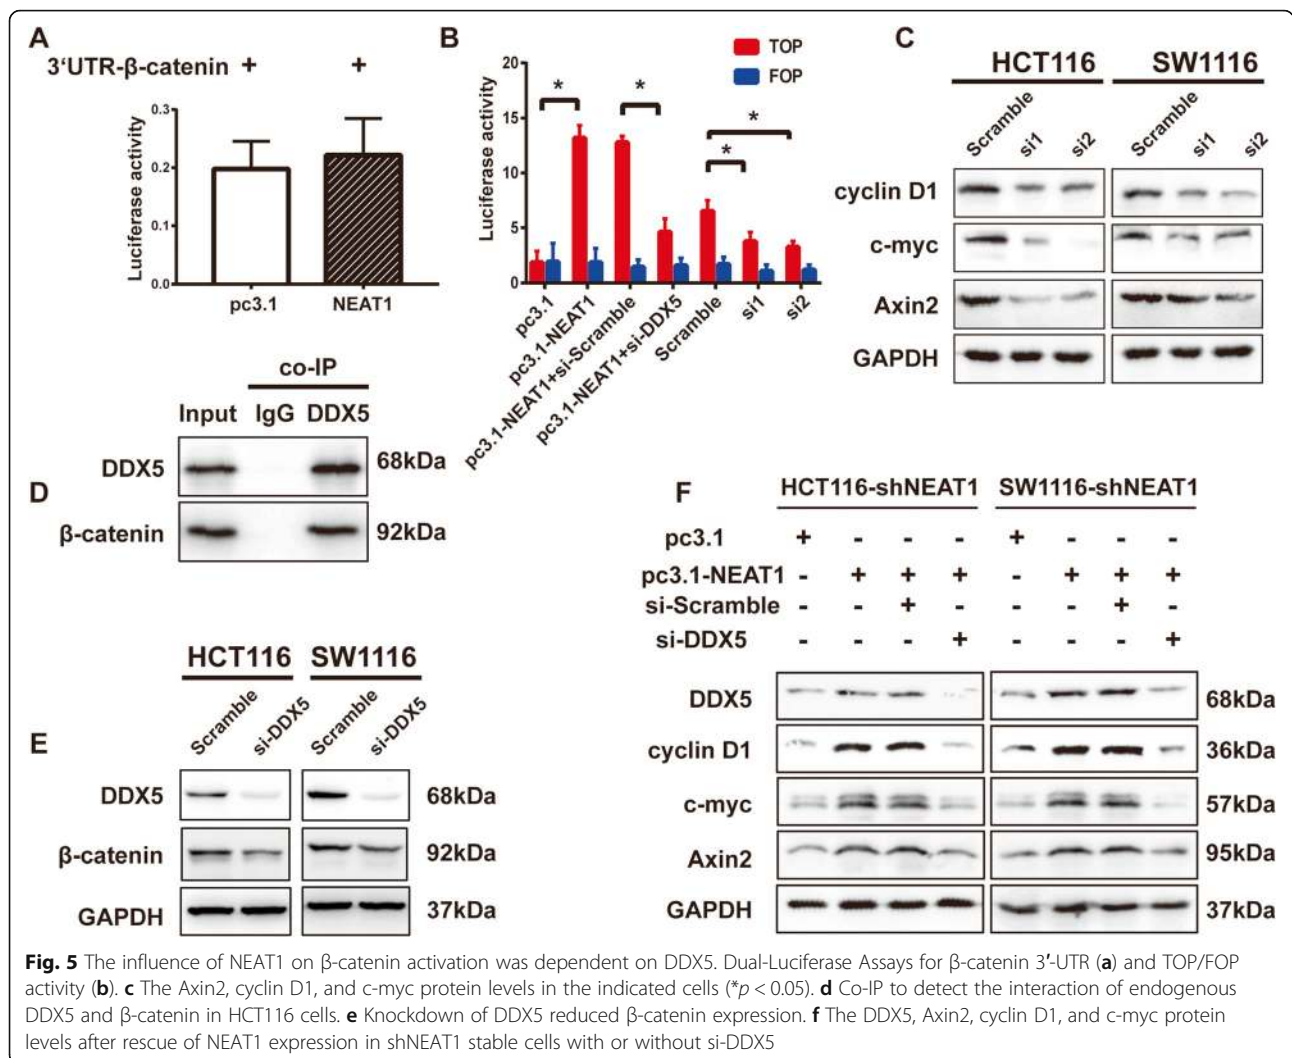 A
3'UTR-β-catenin + +
Luciferase activity
0.3
0.2
0.1
0.0
pc3.1 NEAT1
B
TOP
FOP
Luciferase activity
20
15
10
5
0
* * * *
pc3.1
pc3.1-NEAT1
pc3.1-NEAT1+si-Scramble
pc3.1-NEAT1+si-DDX5
Scramble
si1
si2
C
HCT116 SW1116
Scramble si1 si2 Scramble si1 si2
cyclin D1
c-myc
Axin2
GAPDH
D
co-IP
Input IgG DDX5
DDX5 68kDa
β-catenin 92kDa
E
HCT116 SW1116
Scramble si-DDX5 Scramble si-DDX5
DDX5 68kDa
β-catenin 92kDa
GAPDH 37kDa
F
HCT116-shNEAT1 SW1116-shNEAT1
pc3.1 + - - - + - - -
pc3.1-NEAT1 - + + + - + + +
si-Scramble - - + - - - + -
si-DDX5 - - - + - - - +
DDX5 68kDa
cyclin D1 36kDa
c-myc 57kDa
Axin2 95kDa
GAPDH 37kDa
Fig. 5 The influence of NEAT1 on β-catenin activation was dependent on DDX5. Dual-Luciferase Assays for β-catenin 3′-UTR (a) and TOP/FOP
activity (b). c The Axin2, cyclin D1, and c-myc protein levels in the indicated cells (*p < 0.05). d Co-IP to detect the interaction of endogenous
DDX5 and β-catenin in HCT116 cells. e Knockdown of DDX5 reduced β-catenin expression. f The DDX5, Axin2, cyclin D1, and c-myc protein
levels after rescue of NEAT1 expression in shNEAT1 stable cells with or without si-DDX5